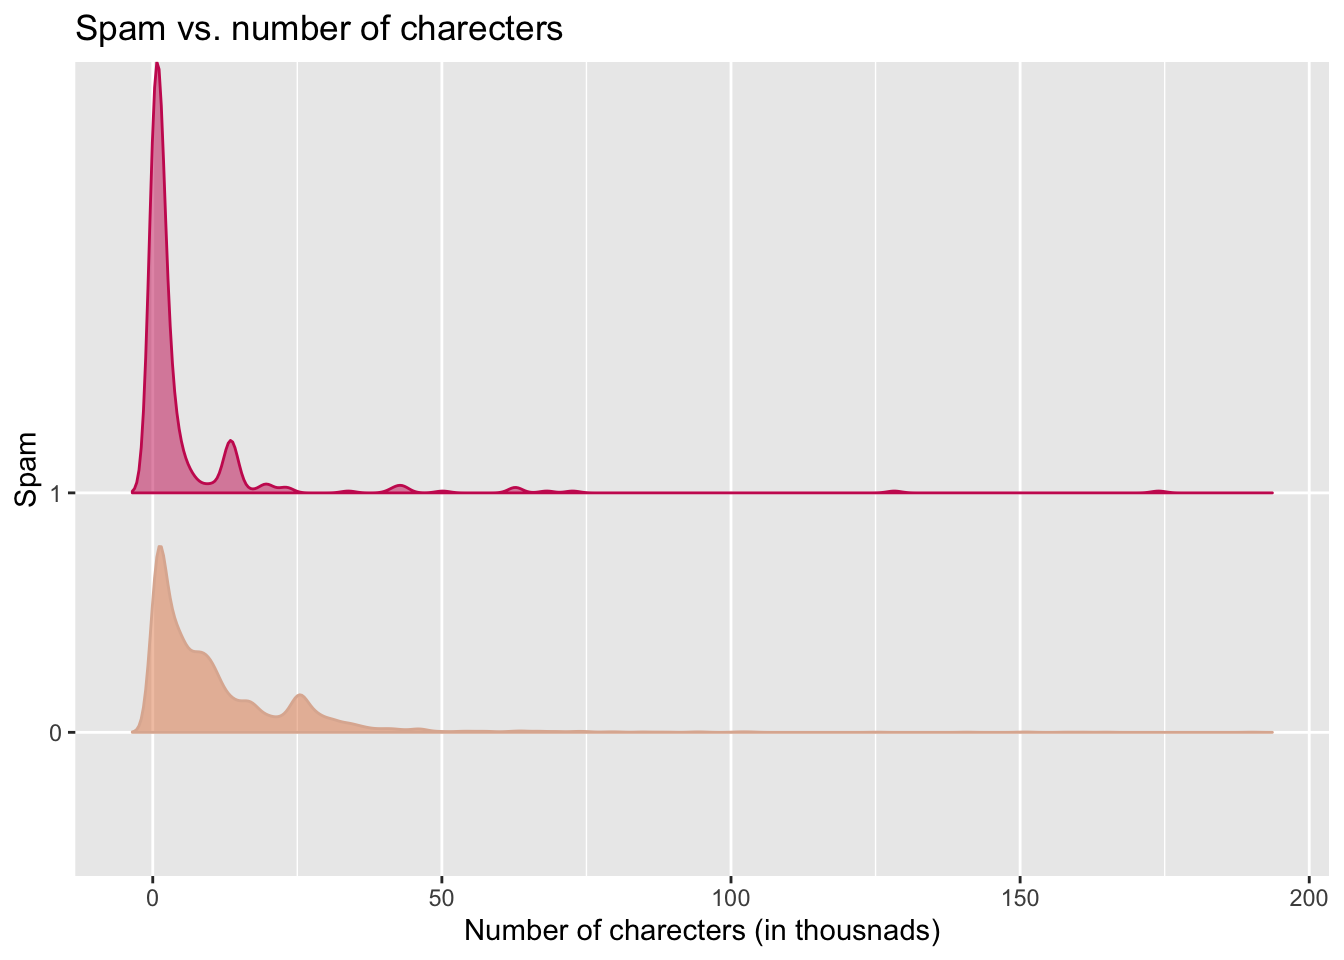 Spam vs. number of charecters
Spam
1
0
0
50
100
150
200
Number of charecters (in thousnads)